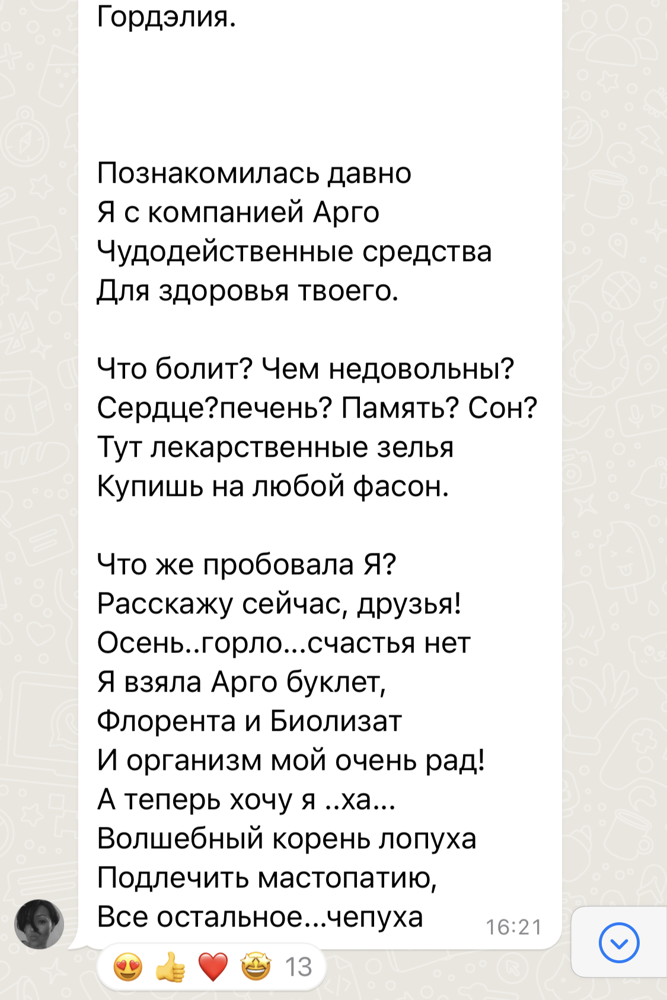 Гордэлия.
Познакомилась давно
Я с компанией Арго
Чудодейственные средства
Для здоровья твоего.
Что болит? Чем недовольны?
Сердце?печень? Память? Сон?
Тут лекарственные зелья
Купишь на любой фасон.
Что же пробовала Я?
Расскажу сейчас, друзья!
Осень..горло...счастья нет
Я взяла Арго буклет,
Флорента и Биолизат
И организм мой очень рад!
А теперь хочу я ..ха...
Волшебный корень лопуха
Подлечить мастопатию,
Все остальное...чепуха
16:21
13